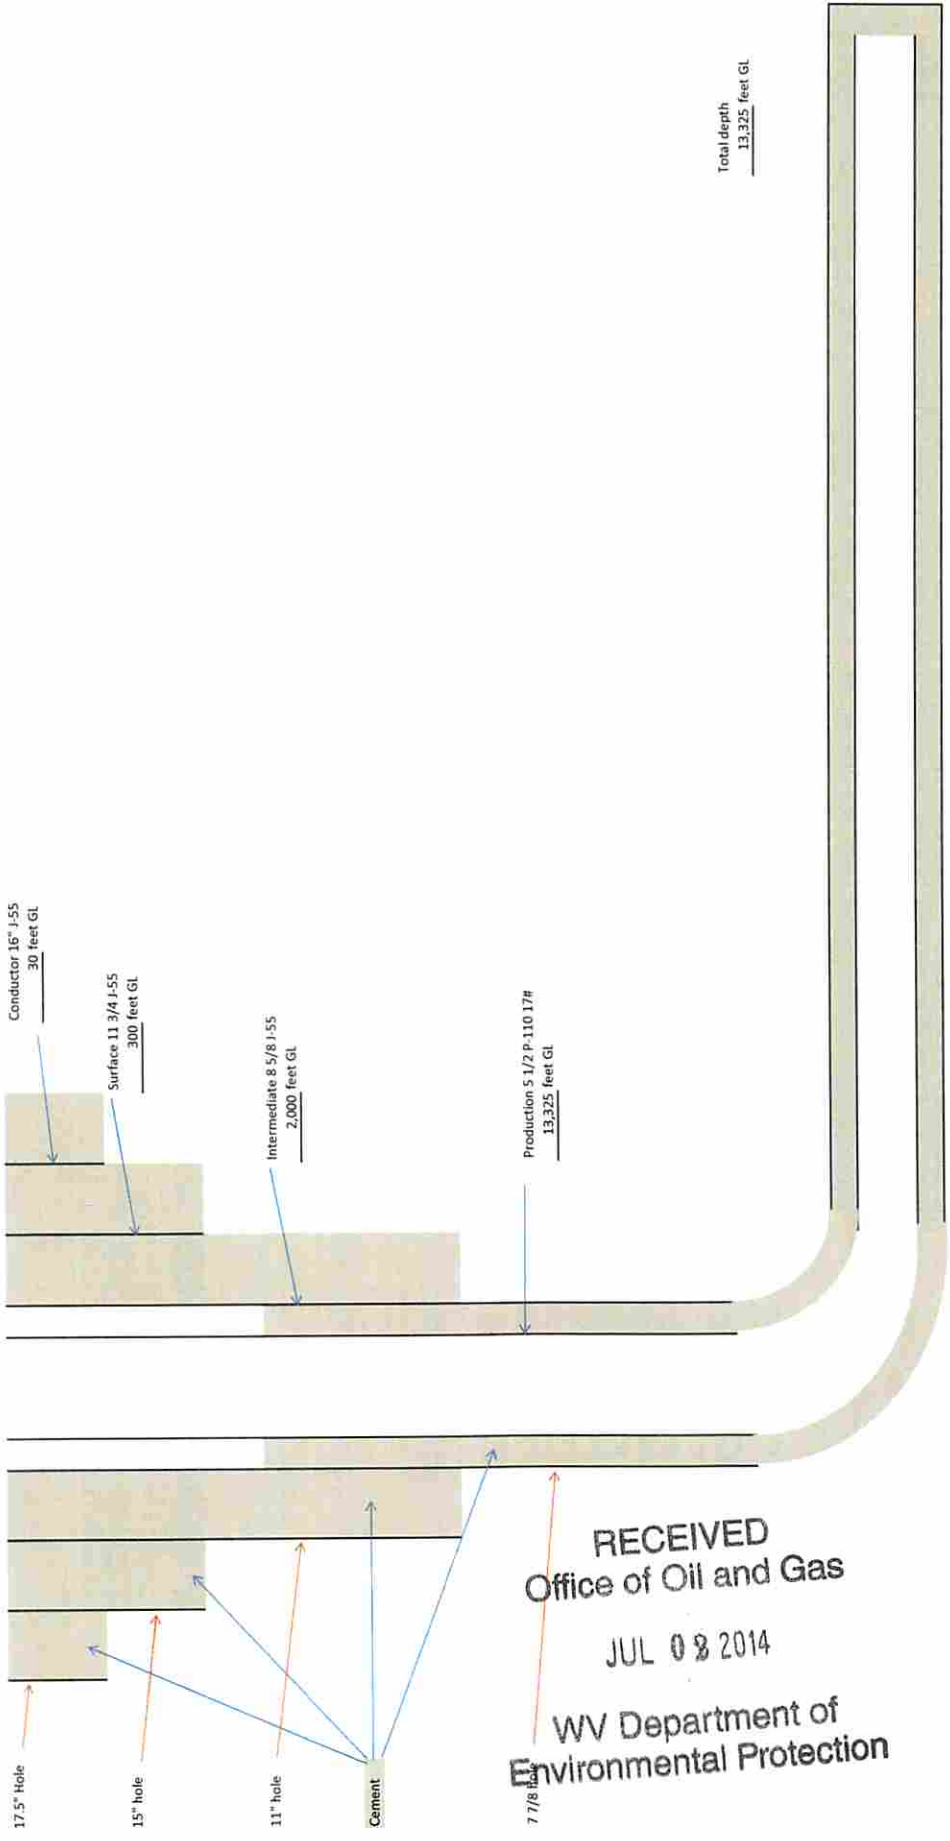 Conductor 16" J-55
30 feet GL
Surface 11 3/4 J-55
300 feet GL
Intermediate 8 5/8 J-55
2,000 feet GL
Production 5 1/2 P-110 17#
13,325 feet GL
Total depth
13,325 feet GL
17.5" Hole
15" hole
11" hole
Cement
7 7/8
RECEIVED
Office of Oil and Gas
JUL 08 2014
WV Department of
Environmental Protection